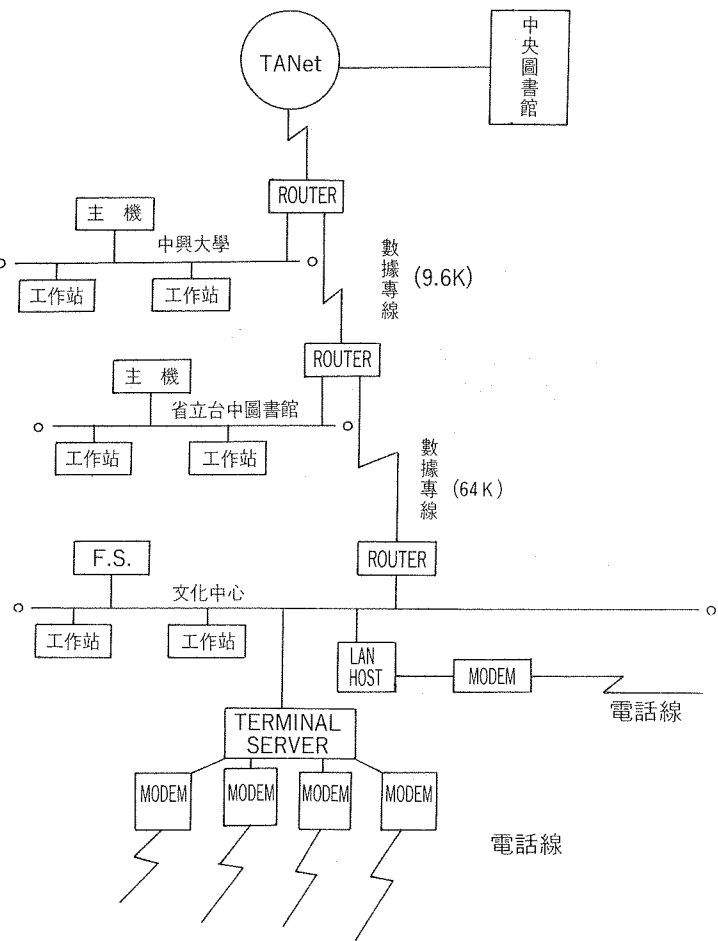 TANet
中央圖書館
ROUTER
主 機
中興大學
工作站
工作站
數據專線 (9.6K)
ROUTER
主 機
省立台中圖書館
工作站
工作站
數據專線 (64K)
F.S.
ROUTER
文化中心
工作站
工作站
LAN
HOST
MODEM
電話線
TERMINAL
SERVER
MODEM
MODEM
MODEM
MODEM
電話線